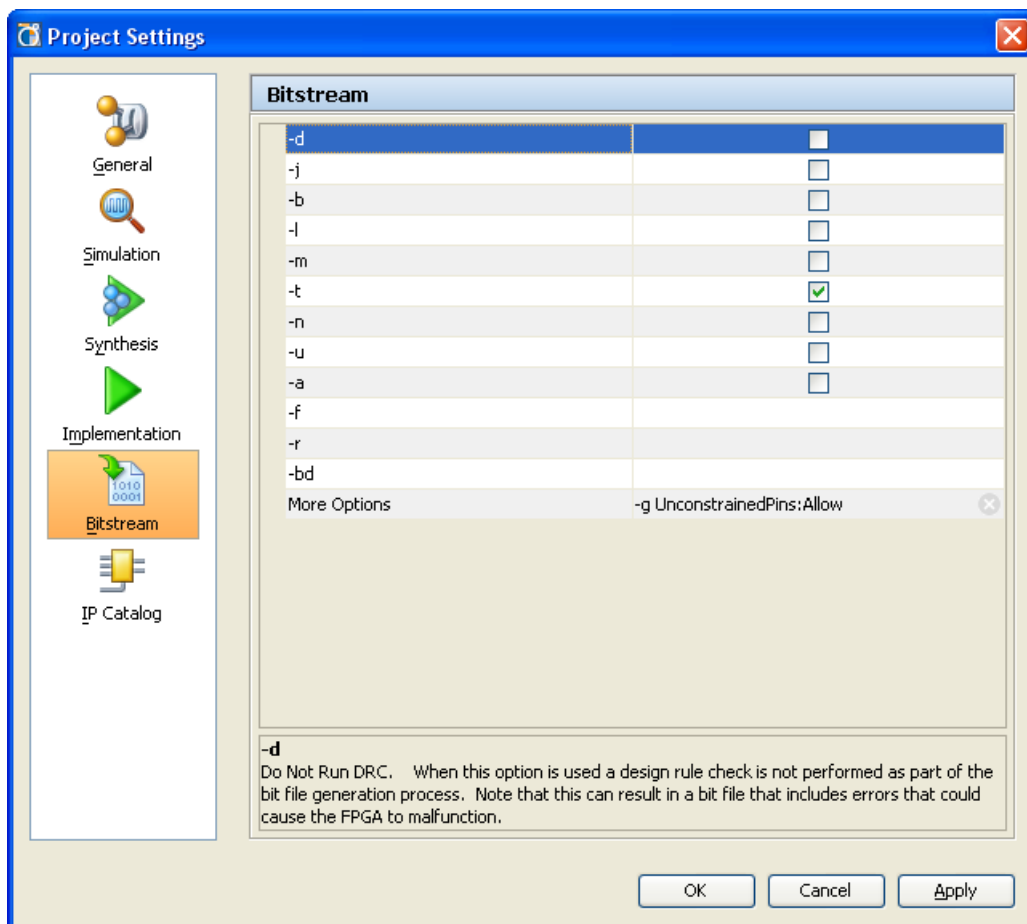 Project Settings
General
Simulation
Synthesis
Implementation
1010
0001
Bitstream
IP Catalog
Bitstream
-d
-j
-b
-l
-m
-t
-n
-u
-a
-f
-r
-bd
More Options -g UnconstrainedPins:Allow
-d
Do Not Run DRC. When this option is used a design rule check is not performed as part of the
bit file generation process. Note that this can result in a bit file that includes errors that could
cause the FPGA to malfunction.
OK Cancel Apply